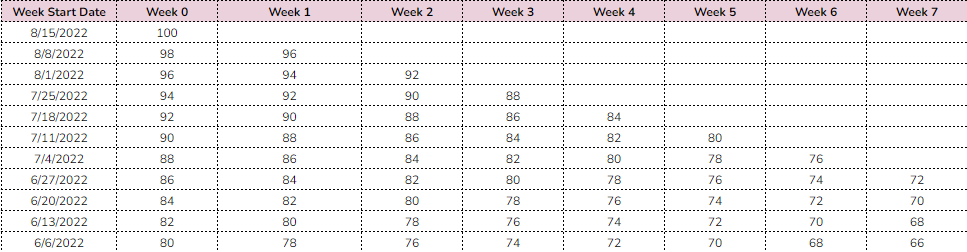 Week Start Date Week 0 Week 1 Week 2 Week 3 Week 4 Week 5 Week 6 Week 7
8/15/2022 100
8/8/2022 98 96
8/1/2022 96 94 92
7/25/2022 94 92 90 88
7/18/2022 92 90 88 86 84
7/11/2022 90 88 86 84 82 80
7/4/2022 88 86 84 82 80 78 76
6/27/2022 86 84 82 80 78 76 74 72
6/20/2022 84 82 80 78 76 74 72 70
6/13/2022 82 80 78 76 74 72 70 68
6/6/2022 80 78 76 74 72 70 68 66